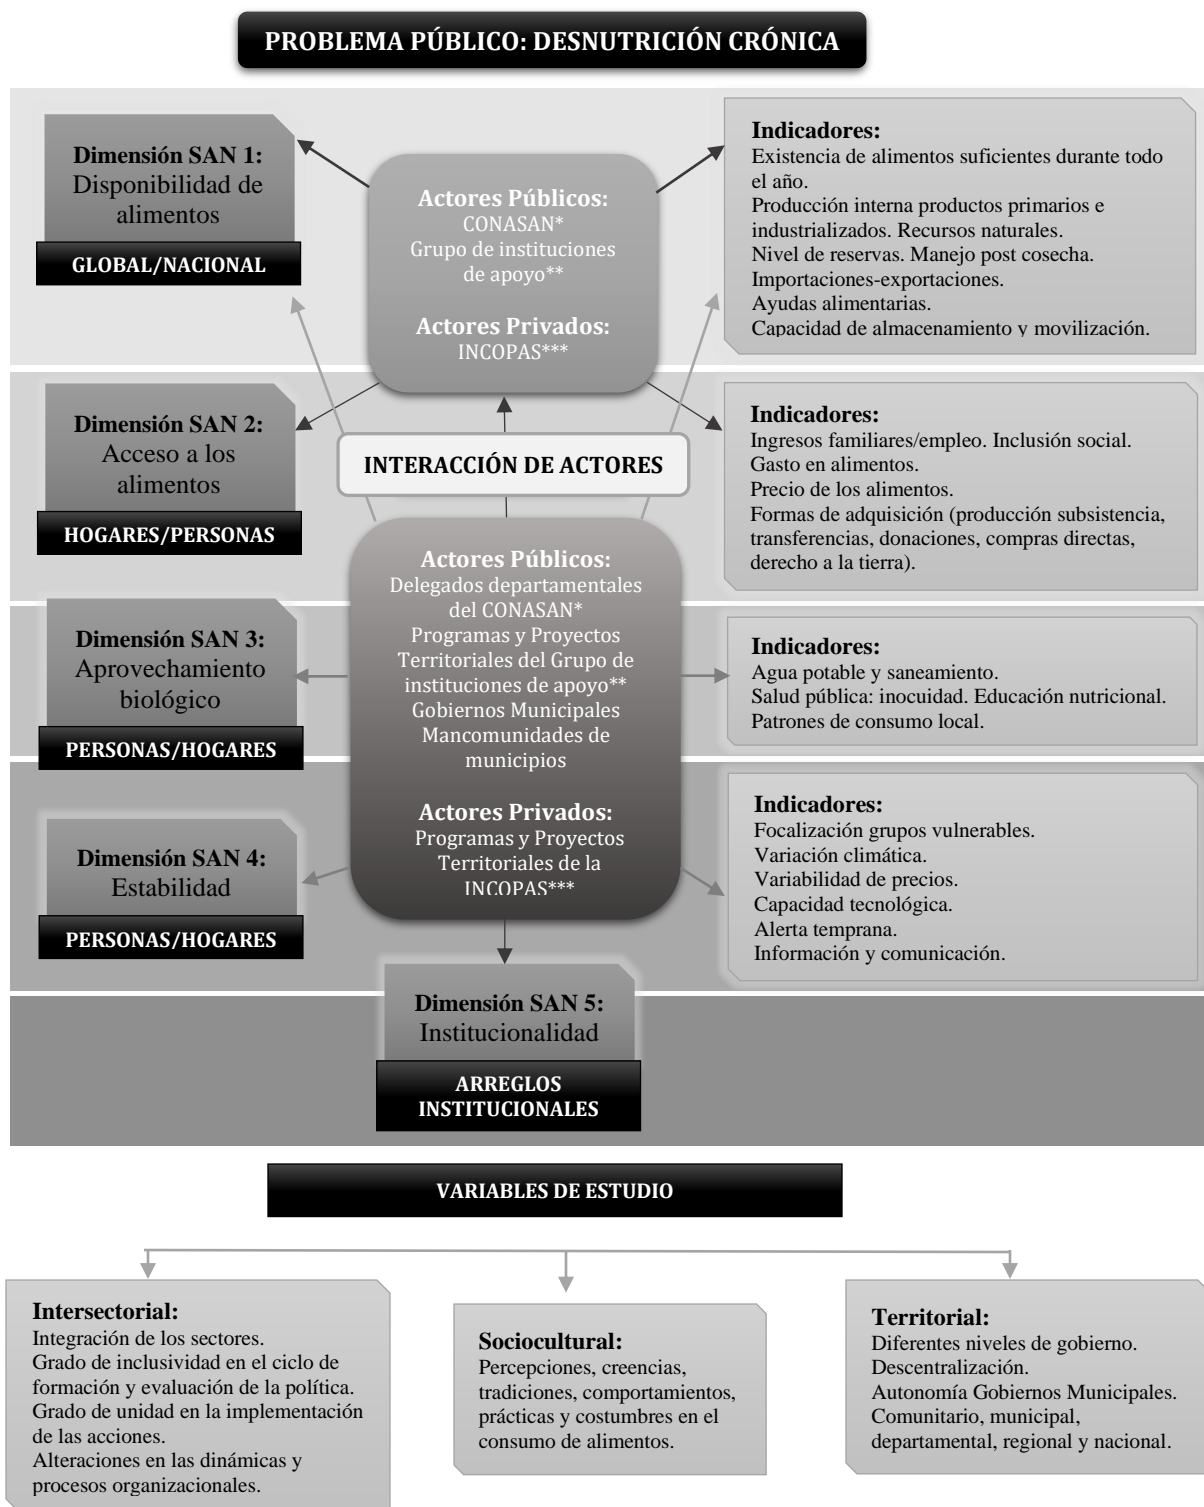 PROBLEMA PÚBLICO: DESNUTRICIÓN CRÓNICA
Dimensión SAN 1:
Disponibilidad de
alimentos
GLOBAL/NACIONAL
Actores Públicos:
CONASAN*
Grupo de instituciones
de apoyo**
Actores Privados:
INCOPAS***
Indicadores:
Existencia de alimentos suficientes durante todo
el año.
Producción interna productos primarios e
industrializados. Recursos naturales.
Nivel de reservas. Manejo post cosecha.
Importaciones-exportaciones.
Ayudas alimentarias.
Capacidad de almacenamiento y movilización.
Dimensión SAN 2:
Acceso a los
alimentos
HOGARES/PERSONAS
INTERACCIÓN DE ACTORES
Indicadores:
Ingresos familiares/empleo. Inclusión social.
Gasto en alimentos.
Precio de los alimentos.
Formas de adquisición (producción subsistencia,
transferencias, donaciones, compras directas,
derecho a la tierra).
Actores Públicos:
Delegados departamentales
del CONASAN*
Programas y Proyectos
Territoriales del Grupo de
instituciones de apoyo**
Gobiernos Municipales
Mancomunidades de
municipios
Actores Privados:
Programas y Proyectos
Territoriales de la
INCOPAS***
Dimensión SAN 3:
Aprovechamiento
biológico
PERSONAS/HOGARES
Indicadores:
Agua potable y saneamiento.
Salud pública: inocuidad. Educación nutricional.
Patrones de consumo local.
Dimensión SAN 4:
Estabilidad
PERSONAS/HOGARES
Indicadores:
Focalización grupos vulnerables.
Variación climática.
Variabilidad de precios.
Capacidad tecnológica.
Alerta temprana.
Información y comunicación.
Dimensión SAN 5:
Institucionalidad
ARREGLOS
INSTITUCIONALES
VARIABLES DE ESTUDIO
Intersectorial:
Integración de los sectores.
Grado de inclusividad en el ciclo de
formación y evaluación de la política.
Grado de unidad en la implementación
de las acciones.
Alteraciones en las dinámicas y
procesos organizacionales.
Sociocultural:
Percepciones, creencias,
tradiciones, comportamientos,
prácticas y costumbres en el
consumo de alimentos.
Territorial:
Diferentes niveles de gobierno.
Descentralización.
Autonomía Gobiernos Municipales.
Comunitario, municipal,
departamental, regional y nacional.